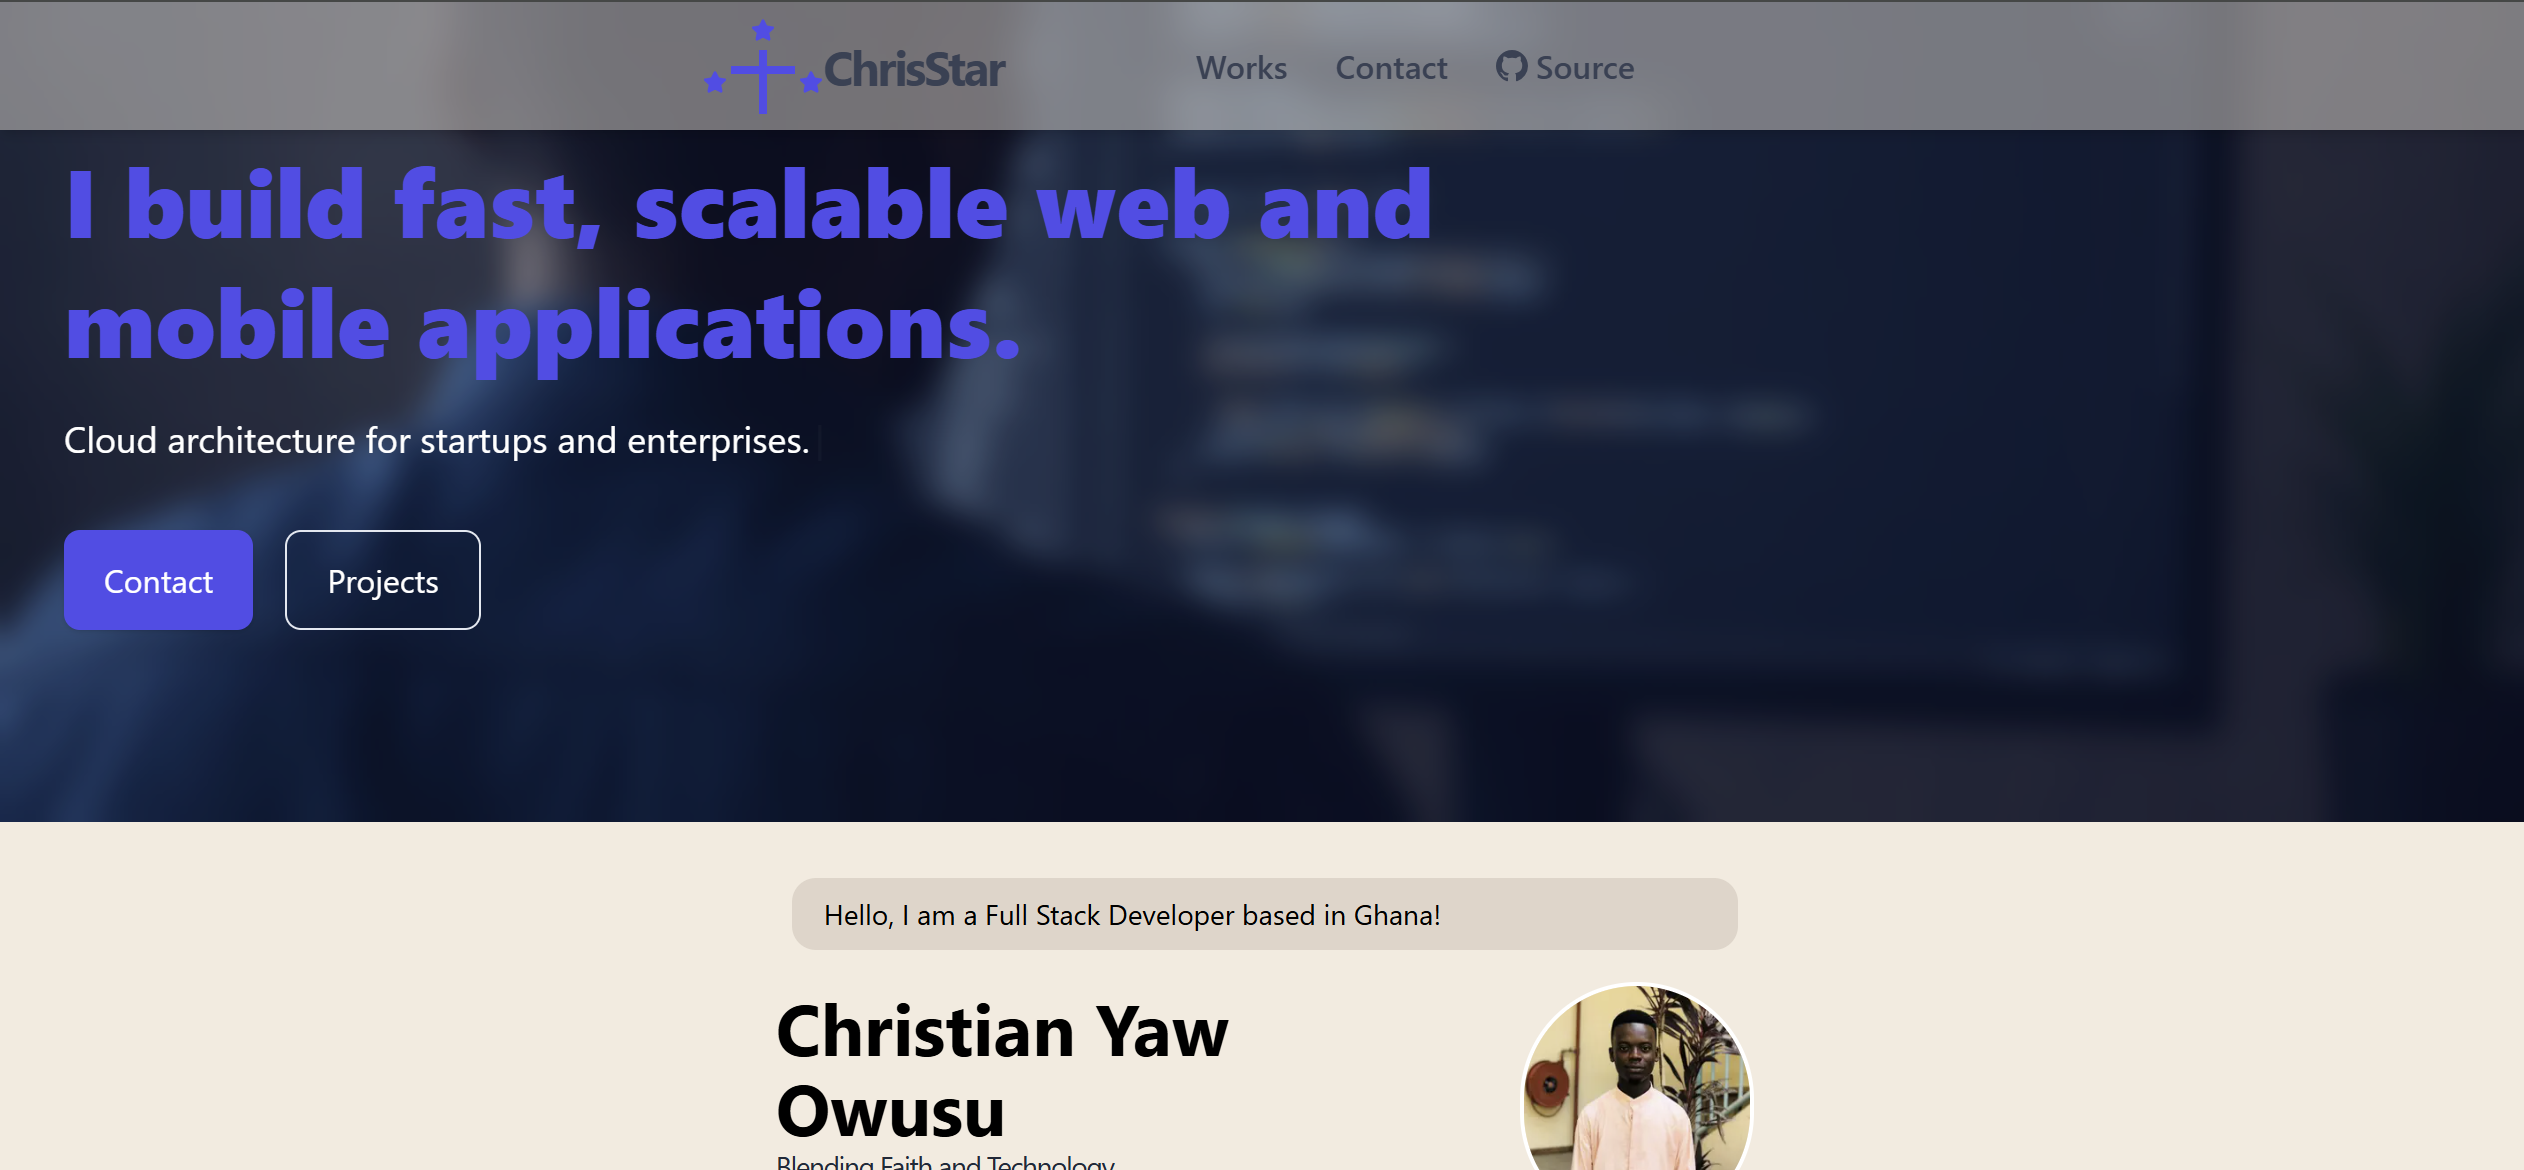 ChrisStar
Works
Contact
Source
I build fast, scalable web and
mobile applications.
Cloud architecture for startups and enterprises.
Contact
Projects
Hello, I am a Full Stack Developer based in Ghana!
Christian Yaw
Owusu
Blending Faith and Technology